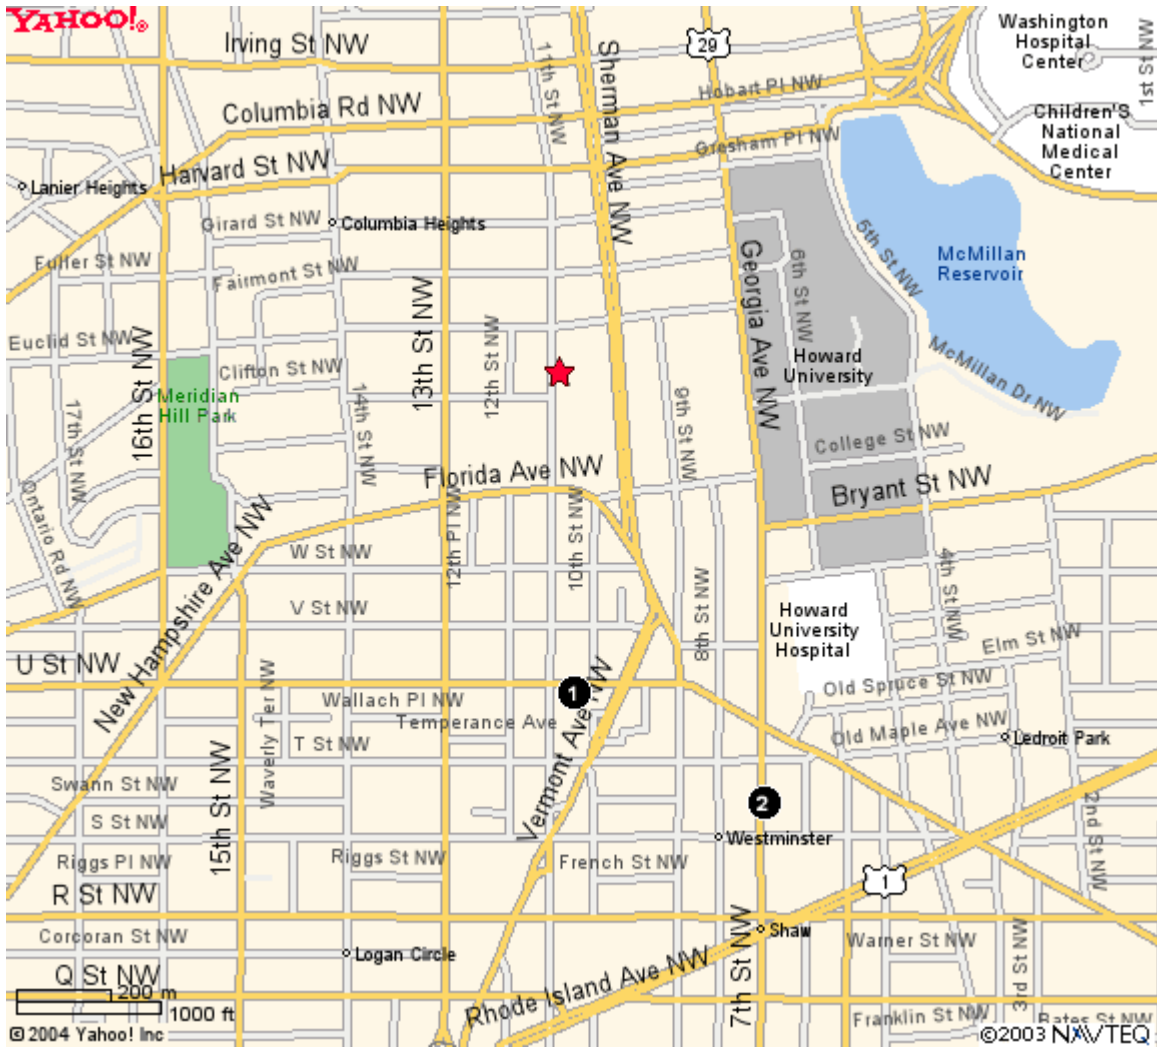 YAHOO!®
Irving St NW
11th St NW
Sherman Ave NW
29
Washington
Hospital
Center
1st St NW
Hobart Pl NW
Columbia Rd NW
Children'S
National
Medical
Center
Gresham Pl NW
Harvard St NW
Lanier Heights
Girard St NW
Columbia Heights
5th St NW
McMillan
Reservoir
Fuller St NW
Fairmont St NW
Georgia Ave NW
6th St NW
13th St NW
Euclid St NW
16th St NW
12th St NW
Clifton St NW
Howard
University
McMillan Dr NW
Meridian
Hill Park
14th St NW
9th St NW
17th St NW
College St NW
Florida Ave NW
Bryant St NW
Ontario Rd NW
New Hampshire Ave NW
W St NW
12th Pl NW
10th St NW
4th St NW
8th St NW
V St NW
Howard
University
Hospital
Elm St NW
U St NW
Old Spruce St NW
1
Wallach Pl NW
Waverly Ter NW
Temperance Ave
Vermont Ave NW
Old Maple Ave NW
Ledroit Park
T St NW
Swann St NW
15th St NW
2
2nd St NW
S St NW
Westminster
Riggs Pl NW
Riggs St NW
French St NW
1
R St NW
7th St NW
Shaw
Corcoran St NW
Warner St NW
Logan Circle
3rd St NW
Q St NW
Rhode Island Ave NW
200 m
1000 ft
Franklin St NW
Bates St NW
© 2004 Yahoo! Inc
©2003 NAVTEQ